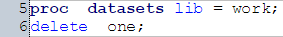 5 proc  datasets lib = work;
6 delete  one;